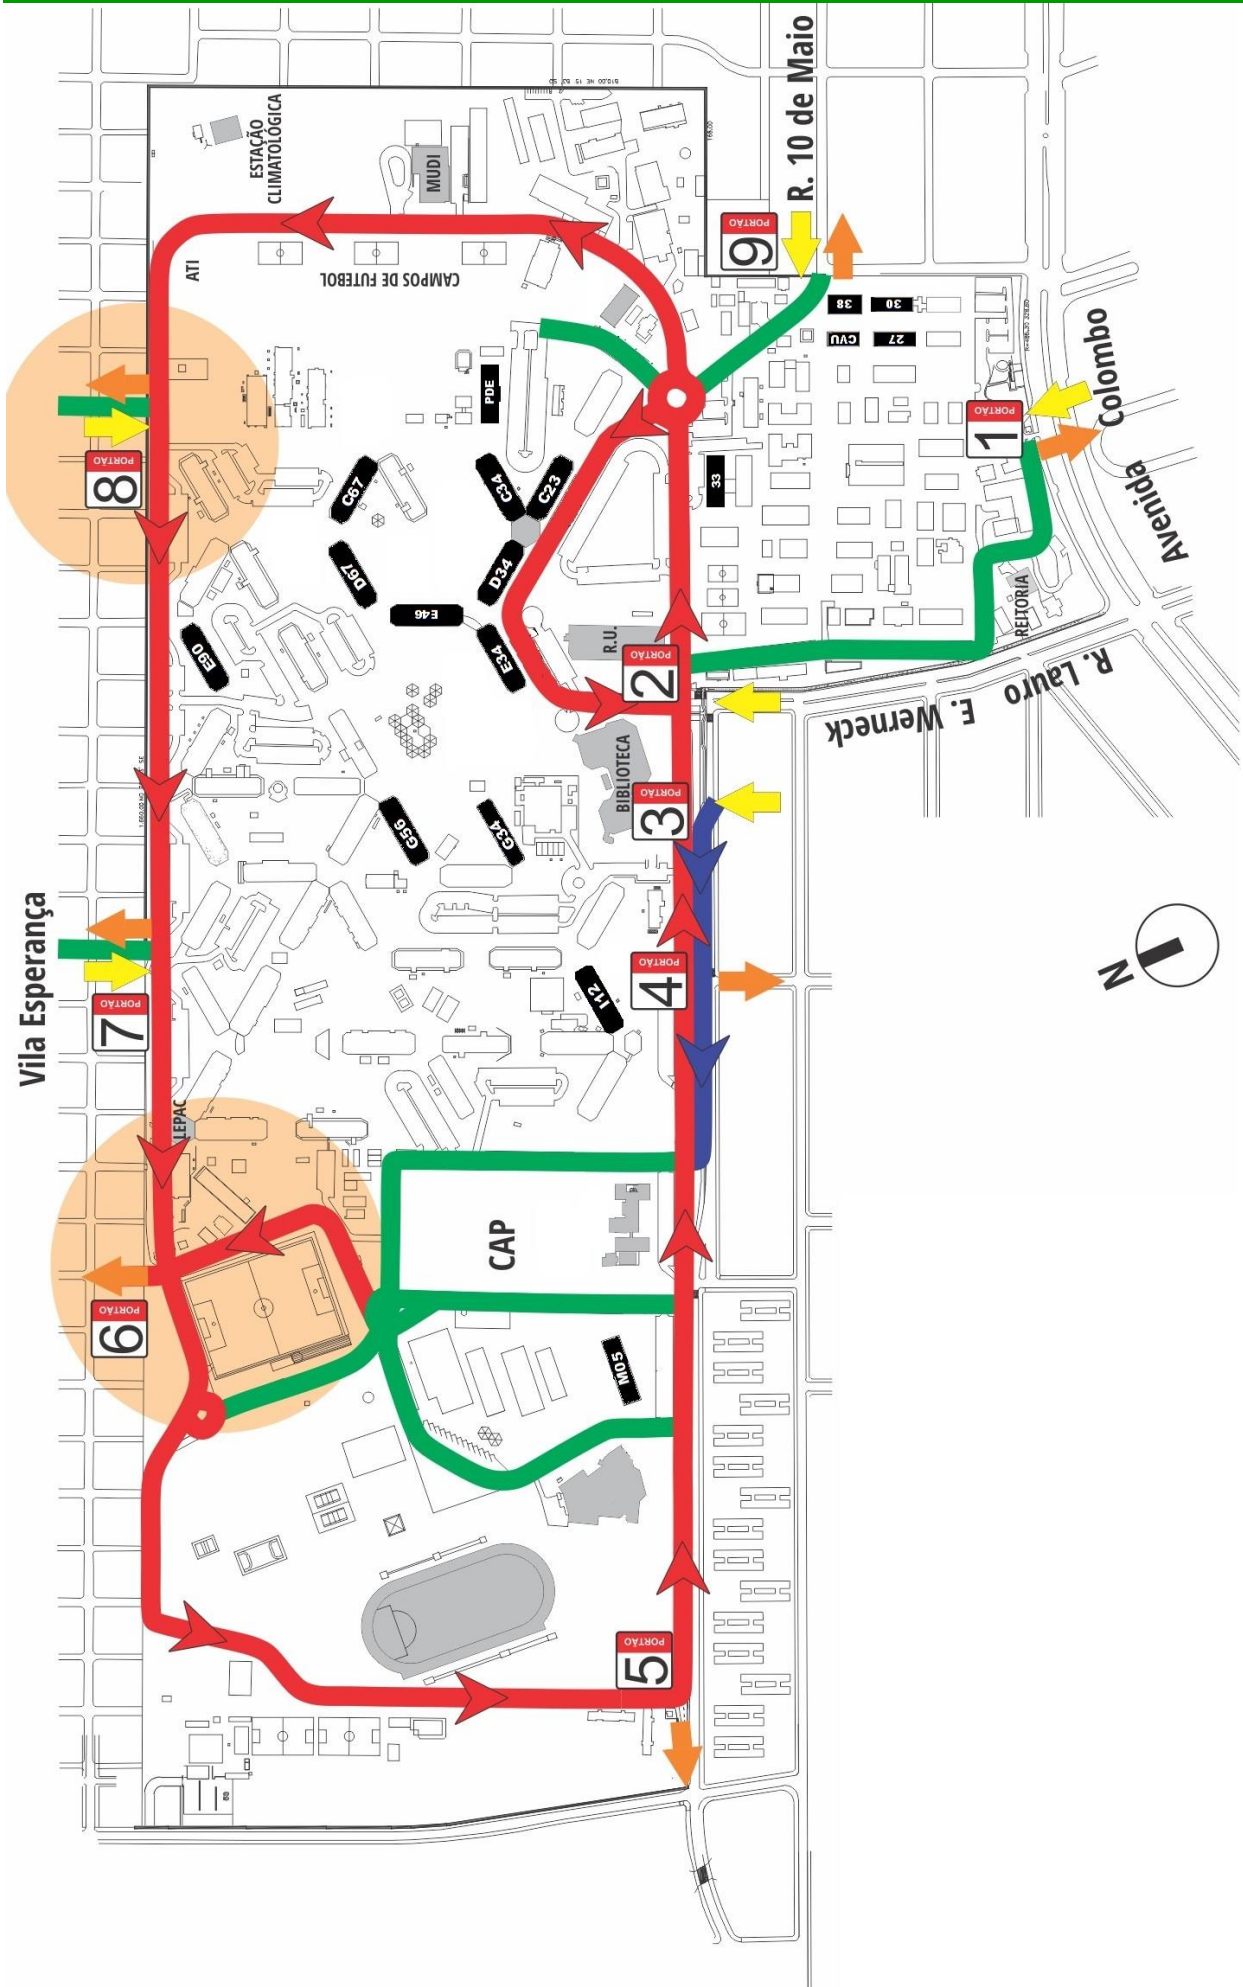 R. 10 de Maio
ESTAÇÃO
CLIMATOLÓGICA
MUDI
ATI
CAMPOS DE FUTEBOL
PORTÃO
9
38
30
CVU
27
PDE
PORTÃO
1
Avenida
Colombo
PORTÃO
8
C67
C34
C23
33
D67
D34
E46
E34
E90
R.U.
REITORIA
PORTÃO
2
R. Lauro
E. Werneck
BIBLIOTECA
PORTÃO
3
G56
G34
Vila Esperança
PORTÃO
7
PORTÃO
4
I12
N
LEPAC
CAP
PORTÃO
6
M05
PORTÃO
5